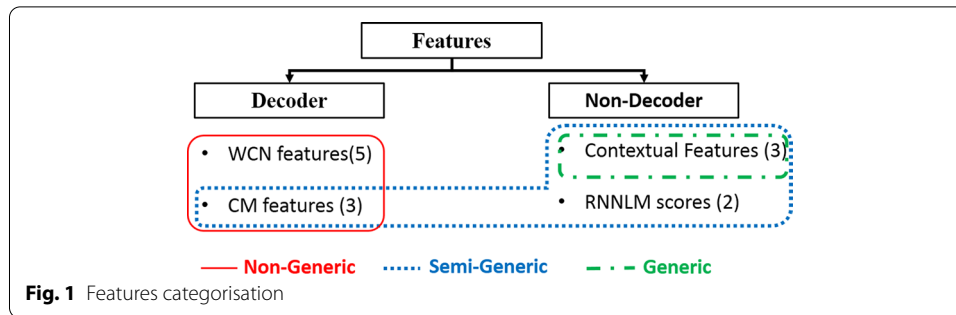 Features
Decoder
Non-Decoder
• WCN features(5)
• Contextual Features (3)
• CM features (3)
• RNNLM scores (2)
Non-Generic
Semi-Generic
Generic
Fig. 1 Features categorisation